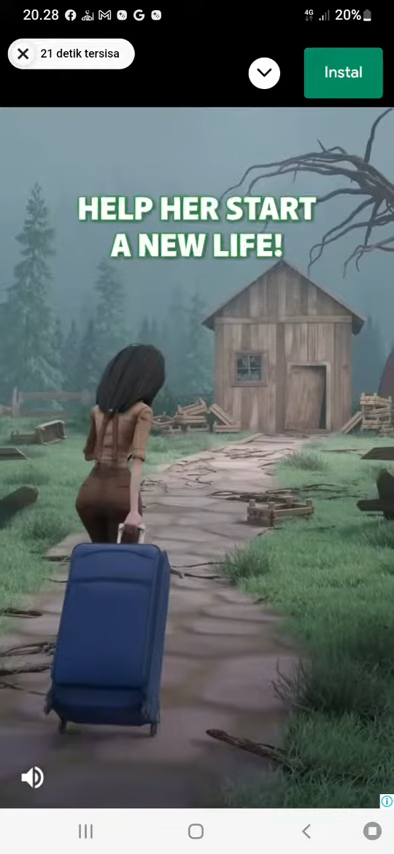 20.28
4G
20%
21 detik tersisa
Instal
HELP HER START
A NEW LIFE!